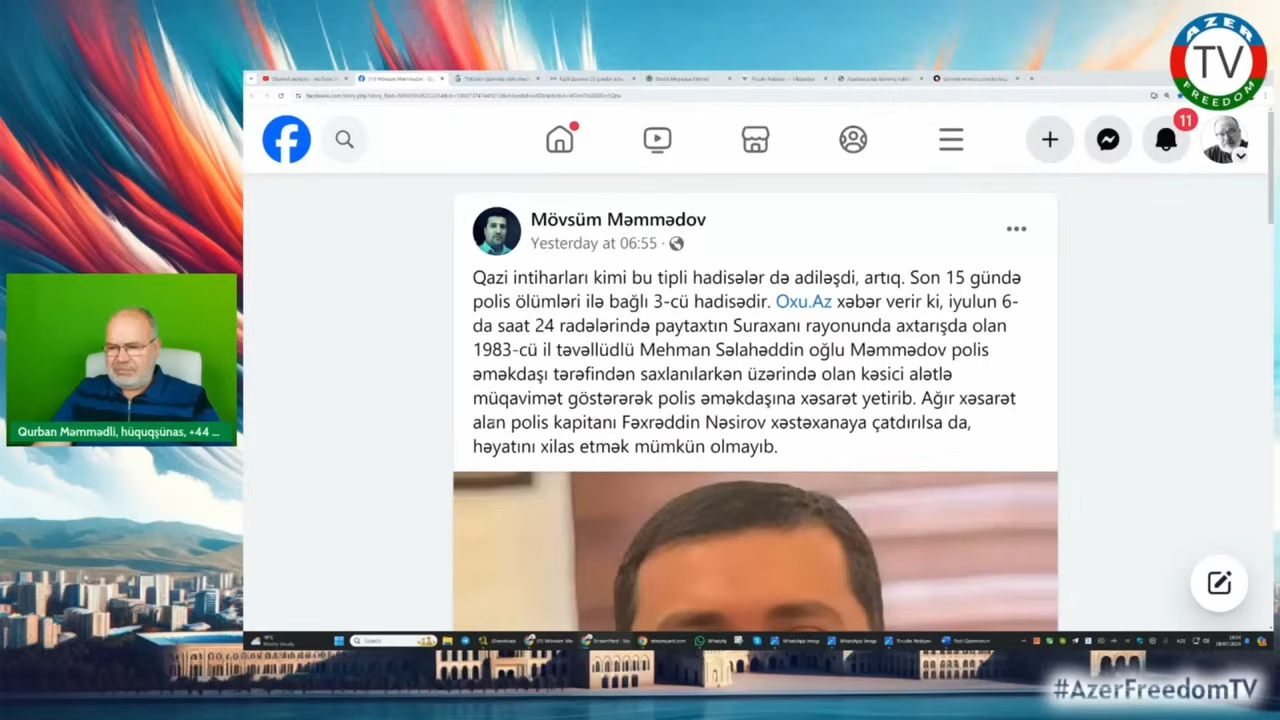 AZER
TV
FREEDOM
11
Mövsüm Məmmədov
Yesterday at 06:55 ·
Qazi intiharları kimi bu tipli hadisələr də adiləşdi, artıq. Son 15 gündə
polis ölümləri ilə bağlı 3-cü hadisədir. Oxu.Az xəbər verir ki, iyulun 6-
da saat 24 radələrində paytaxtın Suraxanı rayonunda axtarışda olan
1983-cü il təvəllüdlü Mehman Səlahəddin oğlu Məmmədov polis
əməkdaşı tərəfindən saxlanılarkən üzərində olan kəsici alətlə
müqavimət göstərərək polis əməkdaşına xəsarət yetirib. Ağır xəsarət
alan polis kapitanı Fəxrəddin Nəsirov xəstəxanaya çatdırılsa da,
həyatını xilas etmək mümkün olmayıb.
Qurban Məmmədli, hüquqşünas, +44 ...
Search
#AzerFreedomTV